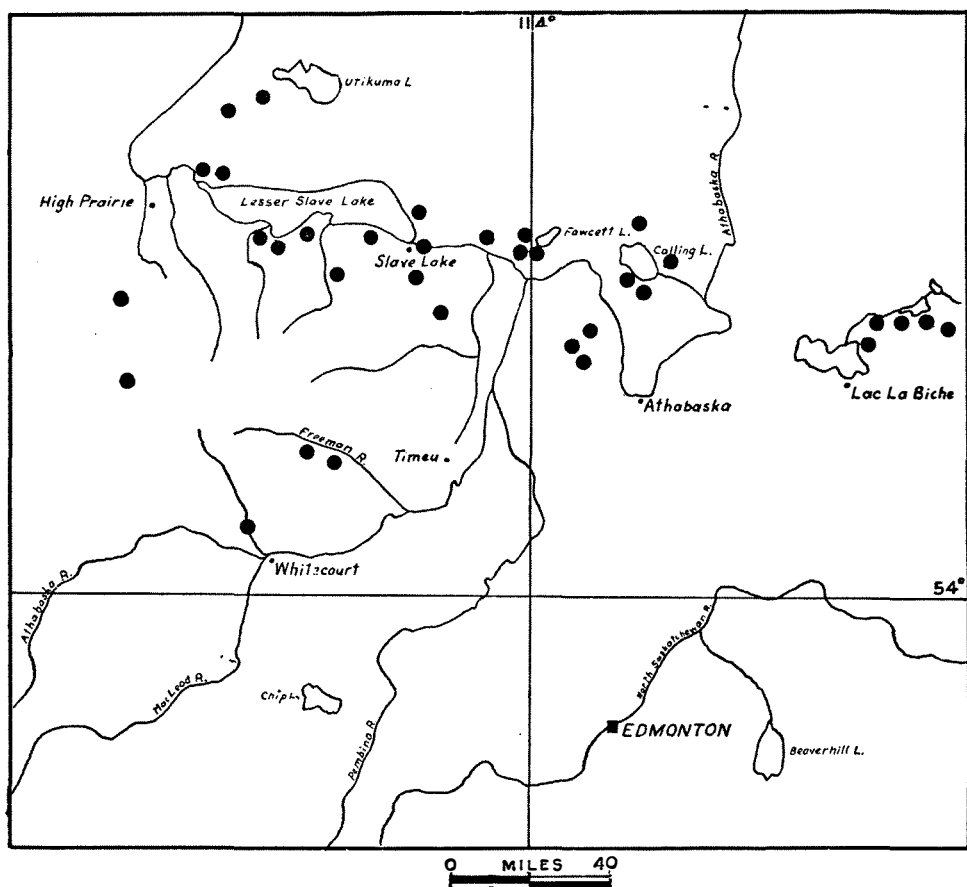 114°
Utikuma L
High Prairie
Lesser Slave Lake
Athabaska R
Slave Lake
Fawcett L.
Calling L.
Lac La Biche
Athabaska
Freeman R.
Timeu
Whitecourt
54°
Athabaska R.
MacLeod R.
Chip L.
Pembina R
North Saskatchewan R.
EDMONTON
Beaverhill L.
0 MILES 40